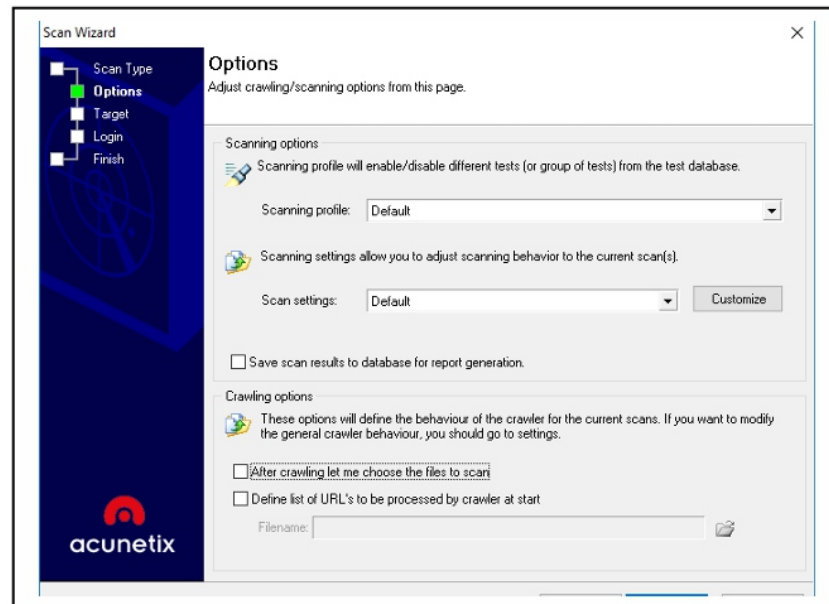 Scan Wizard
Scan Type
Options
Target
Login
Finish
Options
Adjust crawling/scanning options from this page.
Scanning options
Scanning profile will enable/disable different tests (or group of tests) from the test database.
Scanning profile: Default
Scanning settings allow you to adjust scanning behavior to the current scan(s).
Scan settings: Default Customize
Save scan results to database for report generation.
Crawling options
These options will define the behaviour of the crawler for the current scans. If you want to modify
the general crawler behaviour, you should go to settings.
After crawling let me choose the files to scan
Define list of URL's to be processed by crawler at start
Filename:
acunetix